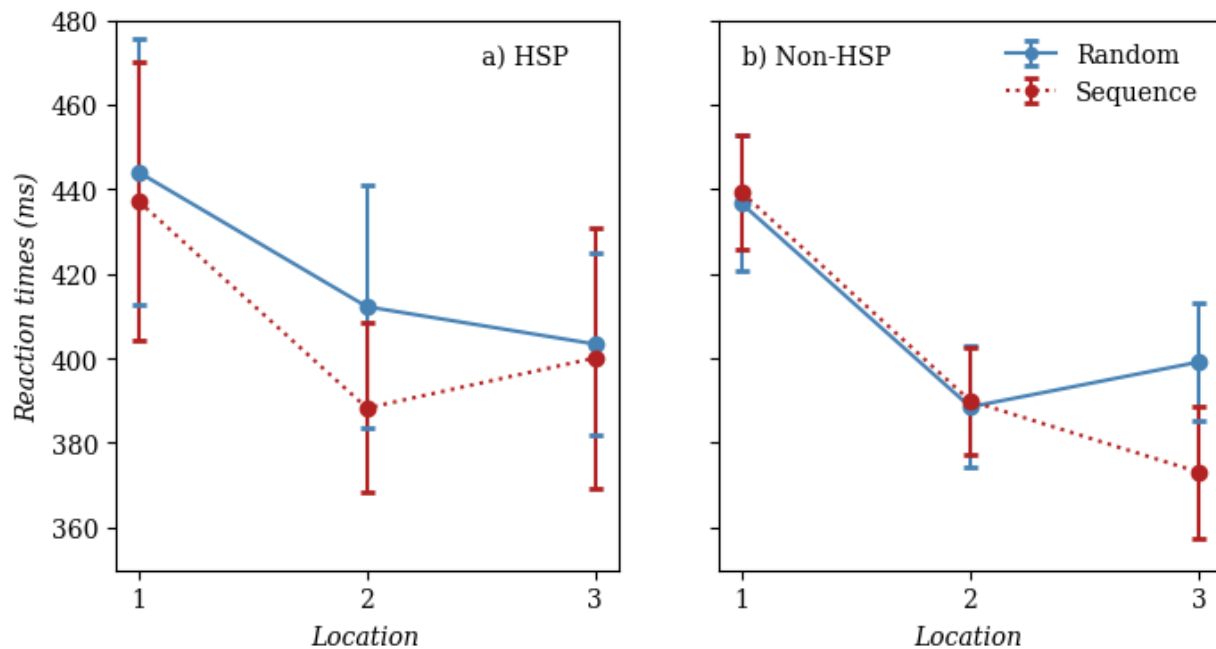 480
460
440
420
400
380
360
Reaction times (ms)
a) HSP
1 2 3
Location
b) Non-HSP
Random
Sequence
1 2 3
Location